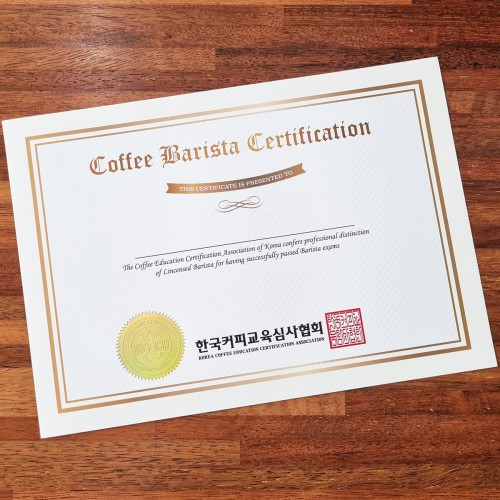 Coffee Barista Certification
THIS CERTIFICATE IS PRESENTED TO
The Coffee Education Certification Association of Korea confers professional distinction
of Lincensed Barista for having successfully passed Barista exams
한국커피교육심사협회
KOREA COFFEE EDUCATION CERTIFICATION ASSOCIATION